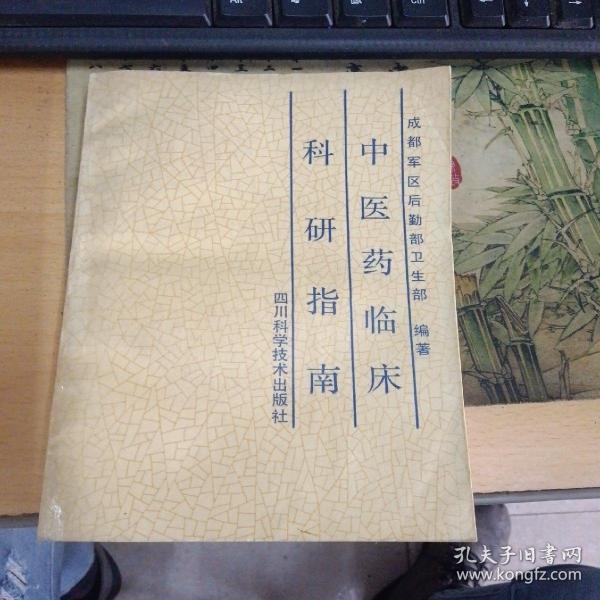 成都军区后勤部卫生部 编著
中医药临床
科研指南
四川科学技术出版社
Alt
Ctrl
孔夫子旧书网
www.kongfz.com